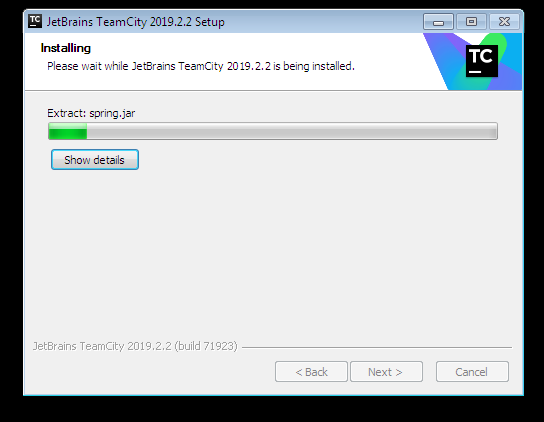 TC JetBrains TeamCity 2019.2.2 Setup
Installing
Please wait while JetBrains TeamCity 2019.2.2 is being installed.
TC
Extract: spring.jar
Show details
JetBrains TeamCity 2019.2.2 (build 71923)
< Back Next > Cancel